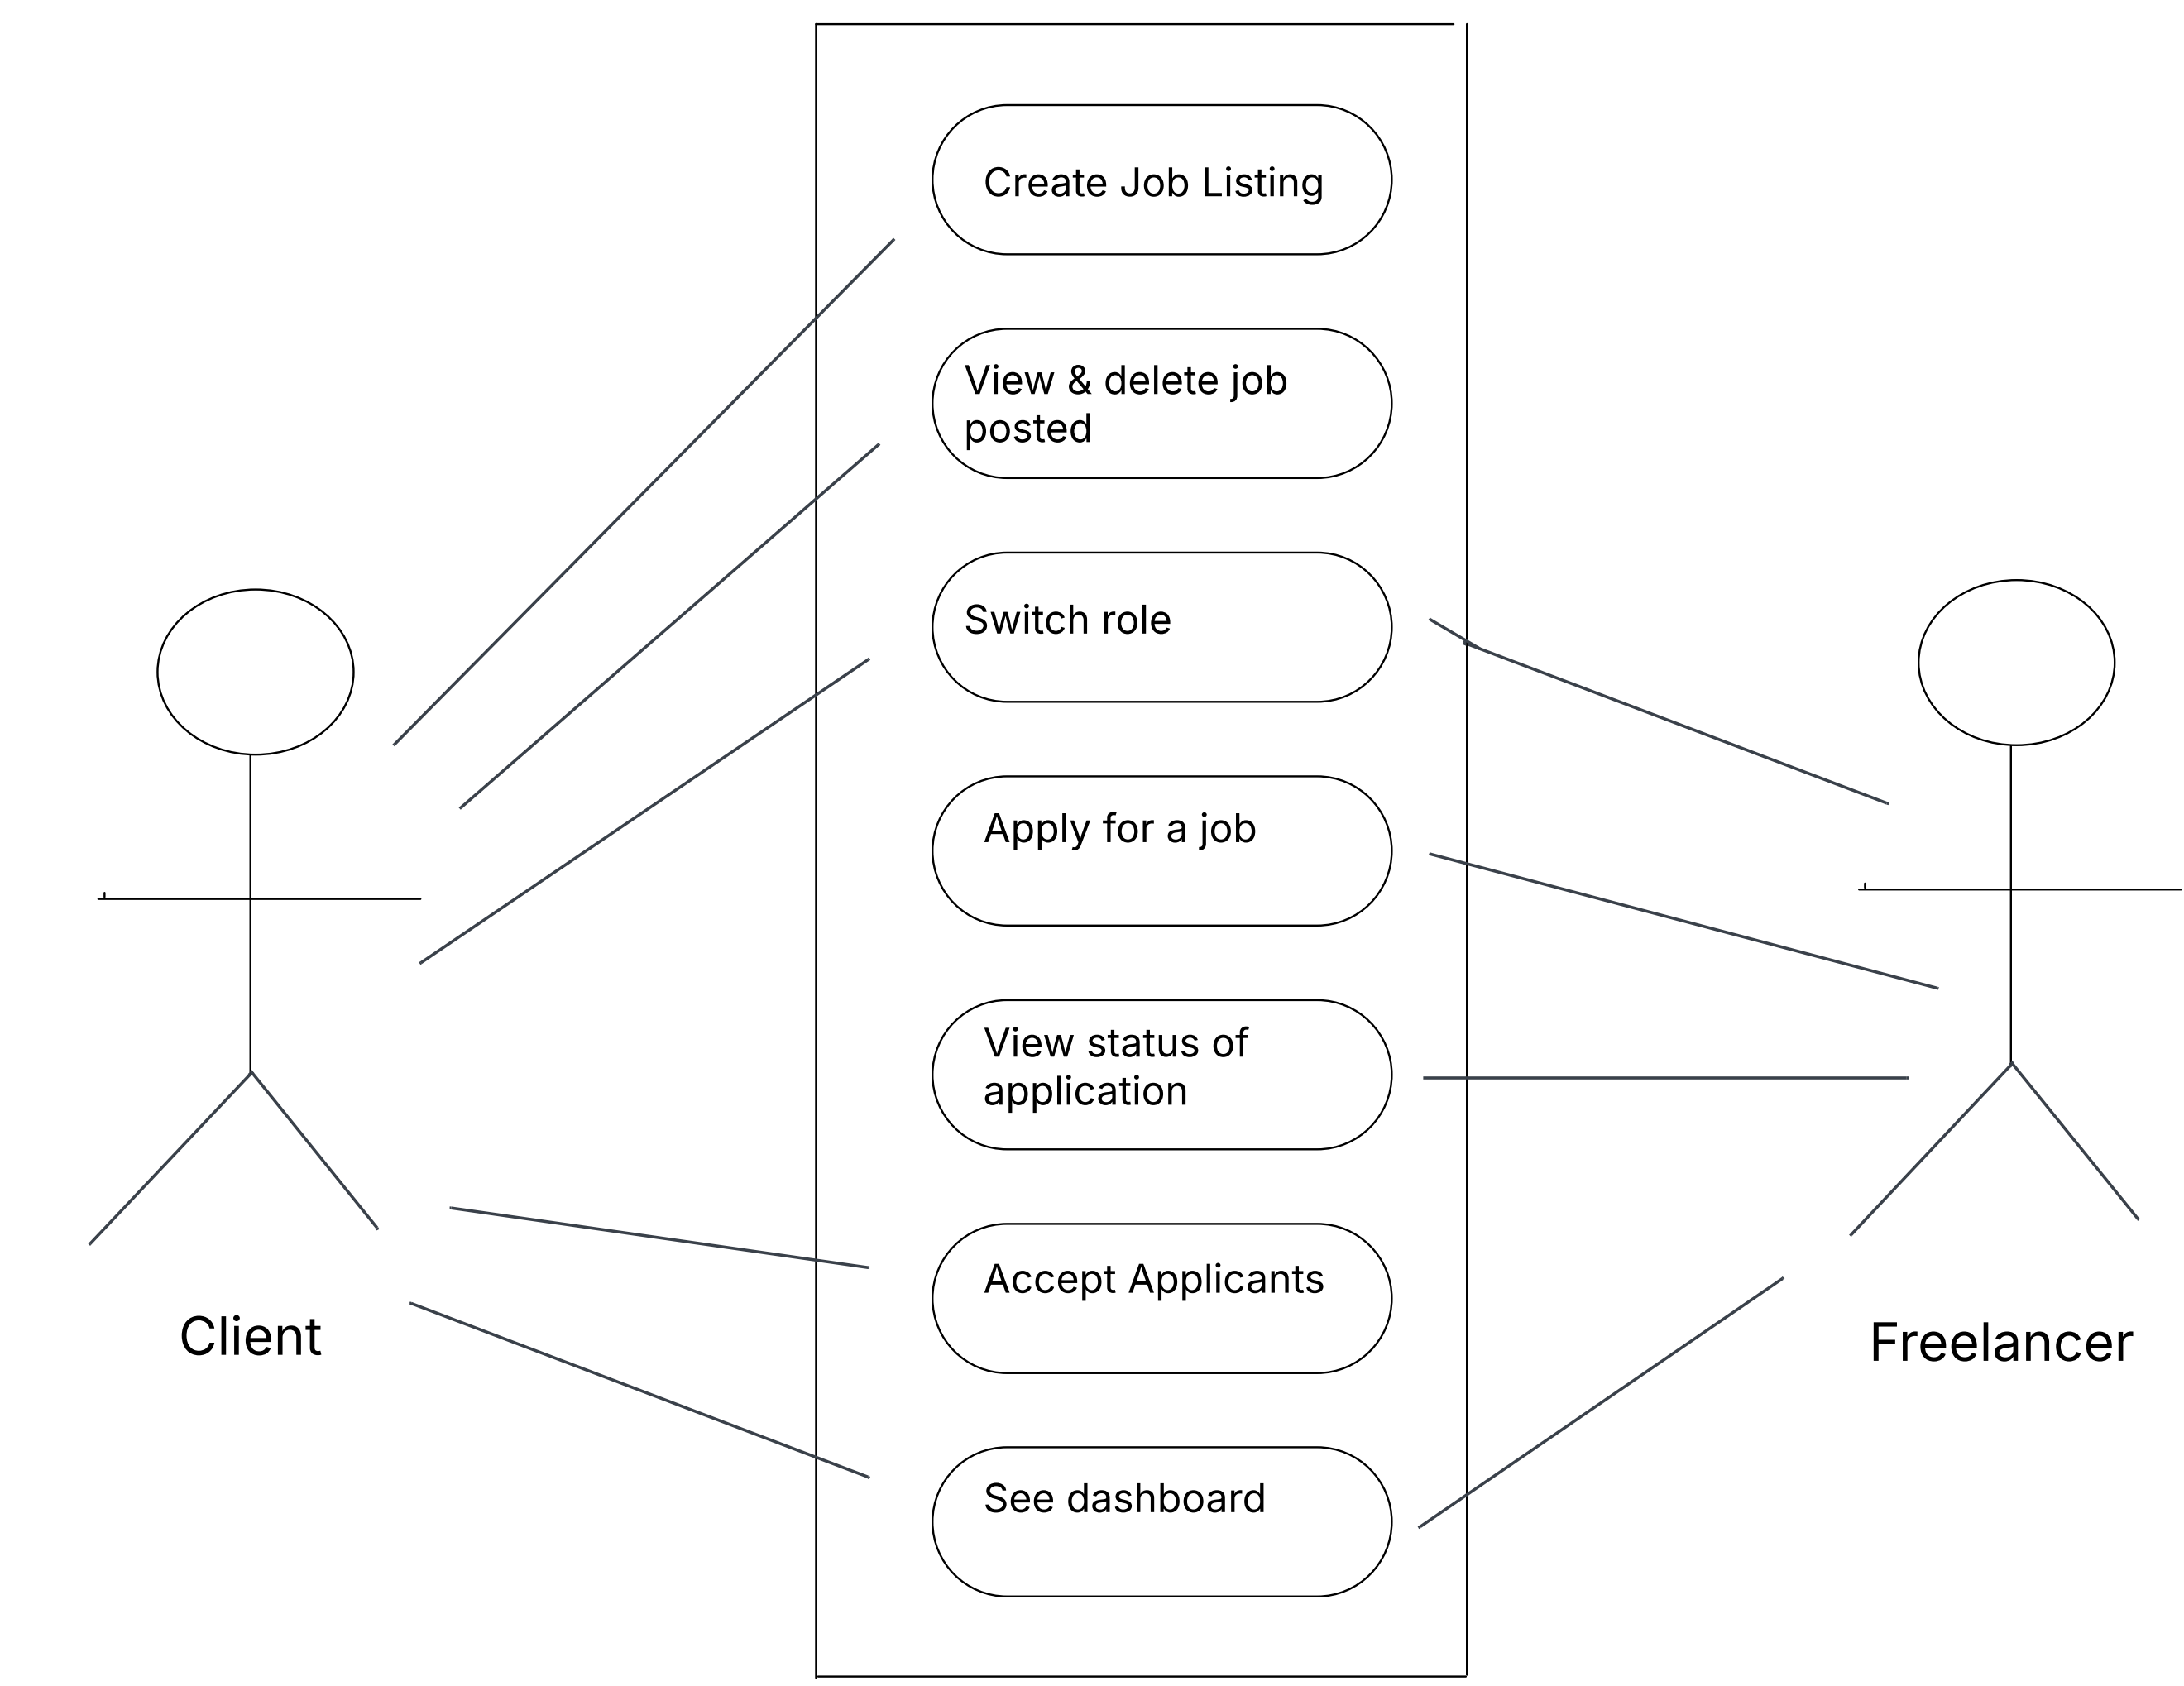 Create Job Listing
View & delete job
posted
Switch role
Apply for a job
View status of
application
Accept Applicants
See dashboard
Client
Freelancer